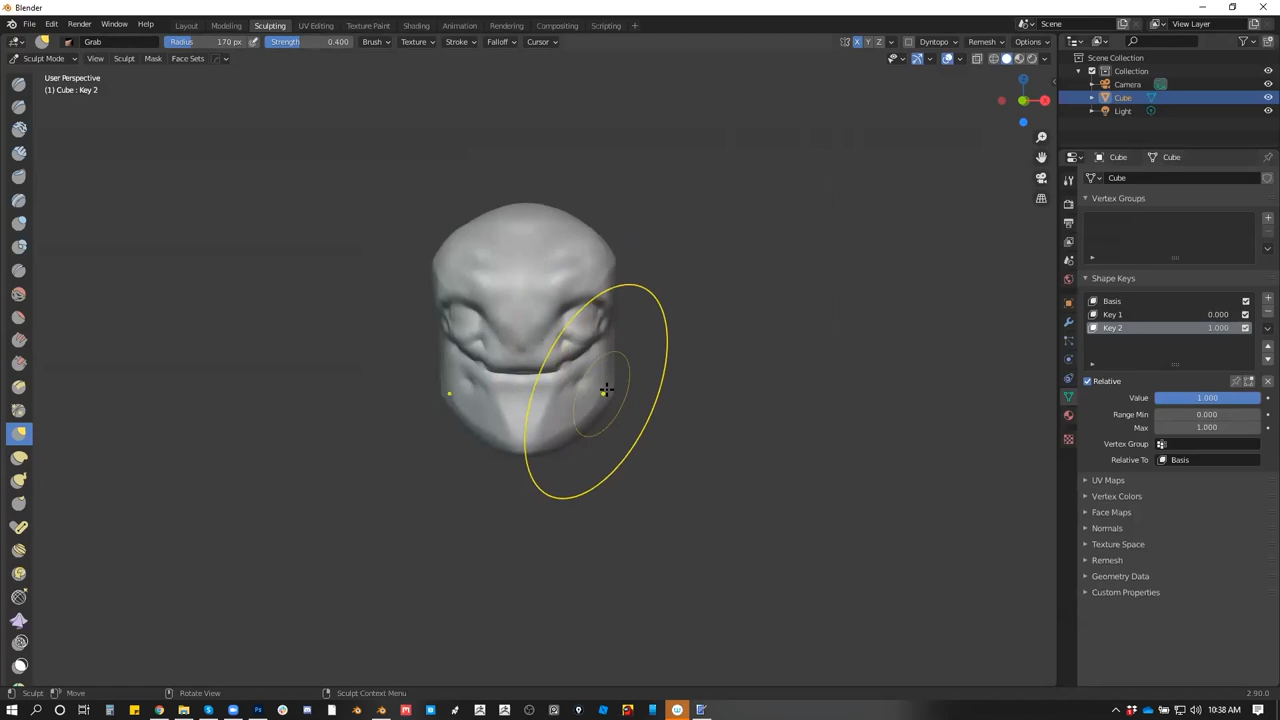 Blender
File Edit Render Window Help Layout Modeling Sculpting UV Editing Texture Paint Shading Animation Rendering Compositing Scripting Scene View Layer
Grab Radius 170 px Strength 0.400 Brush Texture Stroke Falloff Cursor X Y Z Dyntopo Remesh Options
Sculpt Mode View Sculpt Mask Face Sets
User Perspective
(1) Cube : Key 2
Scene Collection
Collection
Camera
Cube
Light
Cube Cube
Cube
Vertex Groups
Shape Keys
Basis
Key 1 0.000
Key 2 1.000
Relative
Value 1.000
Range Min 0.000
Max 1.000
Vertex Group
Relative To Basis
UV Maps
Vertex Colors
Face Maps
Normals
Texture Space
Remesh
Geometry Data
Custom Properties
Sculpt Move Rotate View Sculpt Context Menu 2.90.0
10:38 AM